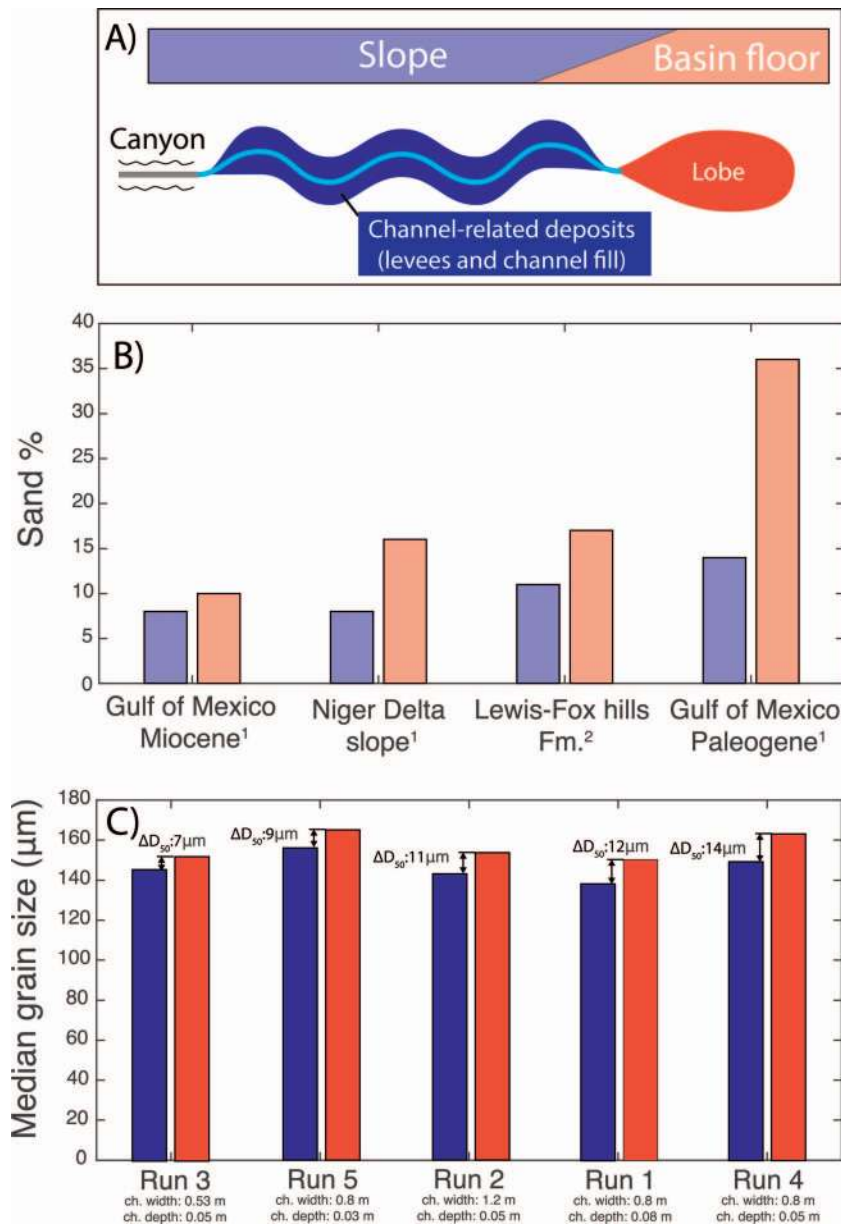 A)
Slope
Basin floor
Canyon
Lobe
Channel-related deposits
(levees and channel fill)
B)
Sand %
40
35
30
25
20
15
10
5
0
Gulf of Mexico
Miocene¹
Niger Delta
slope¹
Lewis-Fox hills
Fm.²
Gulf of Mexico
Paleogene¹
C)
Median grain size (μm)
180
160
140
120
100
80
60
40
20
0
ΔD₅₀:7μm
ΔD₅₀:9μm
ΔD₅₀:11μm
ΔD₅₀:12μm
ΔD₅₀:14μm
Run 3
ch. width: 0.53 m
ch. depth: 0.05 m
Run 5
ch. width: 0.8 m
ch. depth: 0.03 m
Run 2
ch. width: 1.2 m
ch. depth: 0.05 m
Run 1
ch. width: 0.8 m
ch. depth: 0.08 m
Run 4
ch. width: 0.8 m
ch. depth: 0.05 m